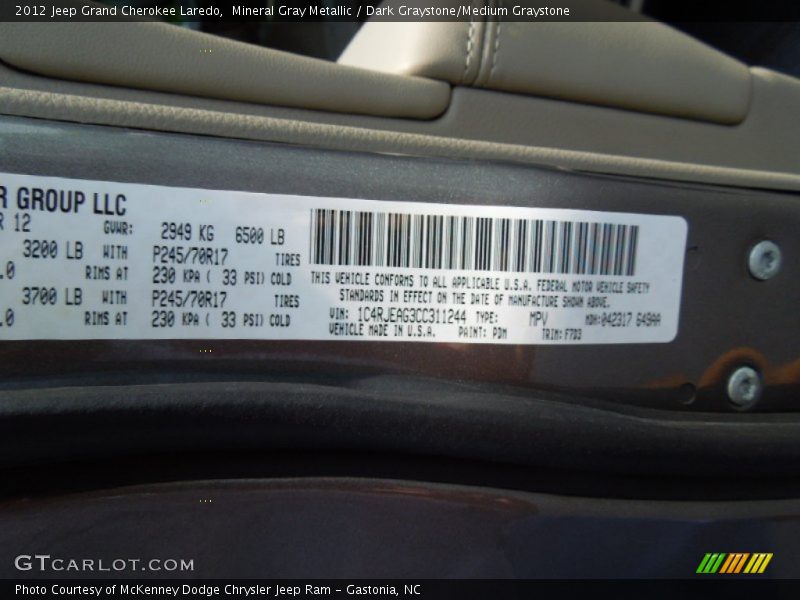 2012 Jeep Grand Cherokee Laredo, Mineral Gray Metallic / Dark Graystone/Medium Graystone
R GROUP LLC
R 12 GVWR: 2949 KG 6500 LB
3200 LB WITH P245/70R17 TIRES
.0 RIMS AT 230 KPA ( 33 PSI) COLD
3700 LB WITH P245/70R17 TIRES
.0 RIMS AT 230 KPA ( 33 PSI) COLD
THIS VEHICLE CONFORMS TO ALL APPLICABLE U.S.A. FEDERAL MOTOR VEHICLE SAFETY
STANDARDS IN EFFECT ON THE DATE OF MANUFACTURE SHOWN ABOVE.
VIN: 1C4RJEAG3CC311244 TYPE: MPV MDH:042317 649AA
VEHICLE MADE IN U.S.A. PAINT: PDM TRIM: F7D3
GTCARLOT.COM
Photo Courtesy of McKenney Dodge Chrysler Jeep Ram – Gastonia, NC